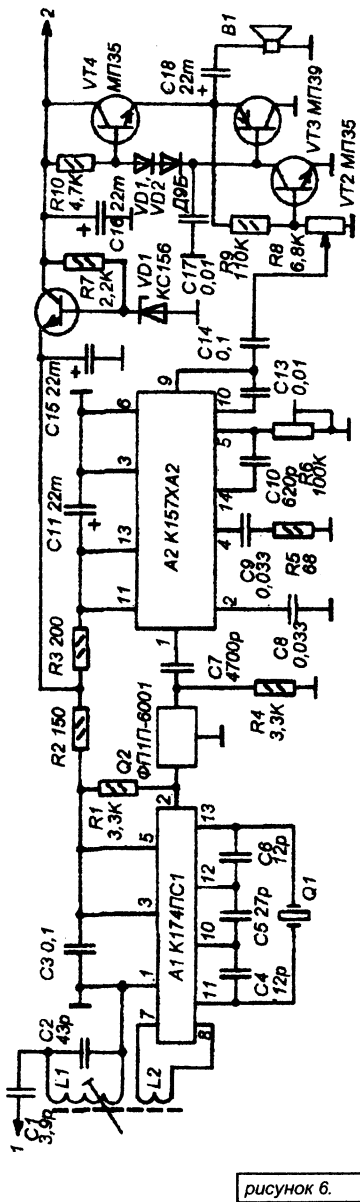 1
C1
3,9p
L1
C2
43p
L2
C3 0,1
7
8
1
3
5
2
A1 К174ПС1
11
10
12
13
C4
12p
C5 27p
C6
12p
Q1
R1
3,3K
Q2
ФП1П-6001
R2 150
R3 200
C7
4700p
R4
3,3K
1
11
13
3
6
9
A2 К157ХА2
2
4
14
5
10
C8
0,033
C9
0,033
R5
68
C10
620p
R6
100K
C11 22m
+
C15 22m
+
C13
0,01
C14
0,1
R7
2,2K
VD1
КС156
C16 22m
+
R10
4,7K
VD1,
VD2
Д9Б
C17
0,01
R9
110K
R8
6,8K
VT4
МП35
C18
22m
+
B1
VT3 МП39
VT2 МП35
2
рисунок 6.